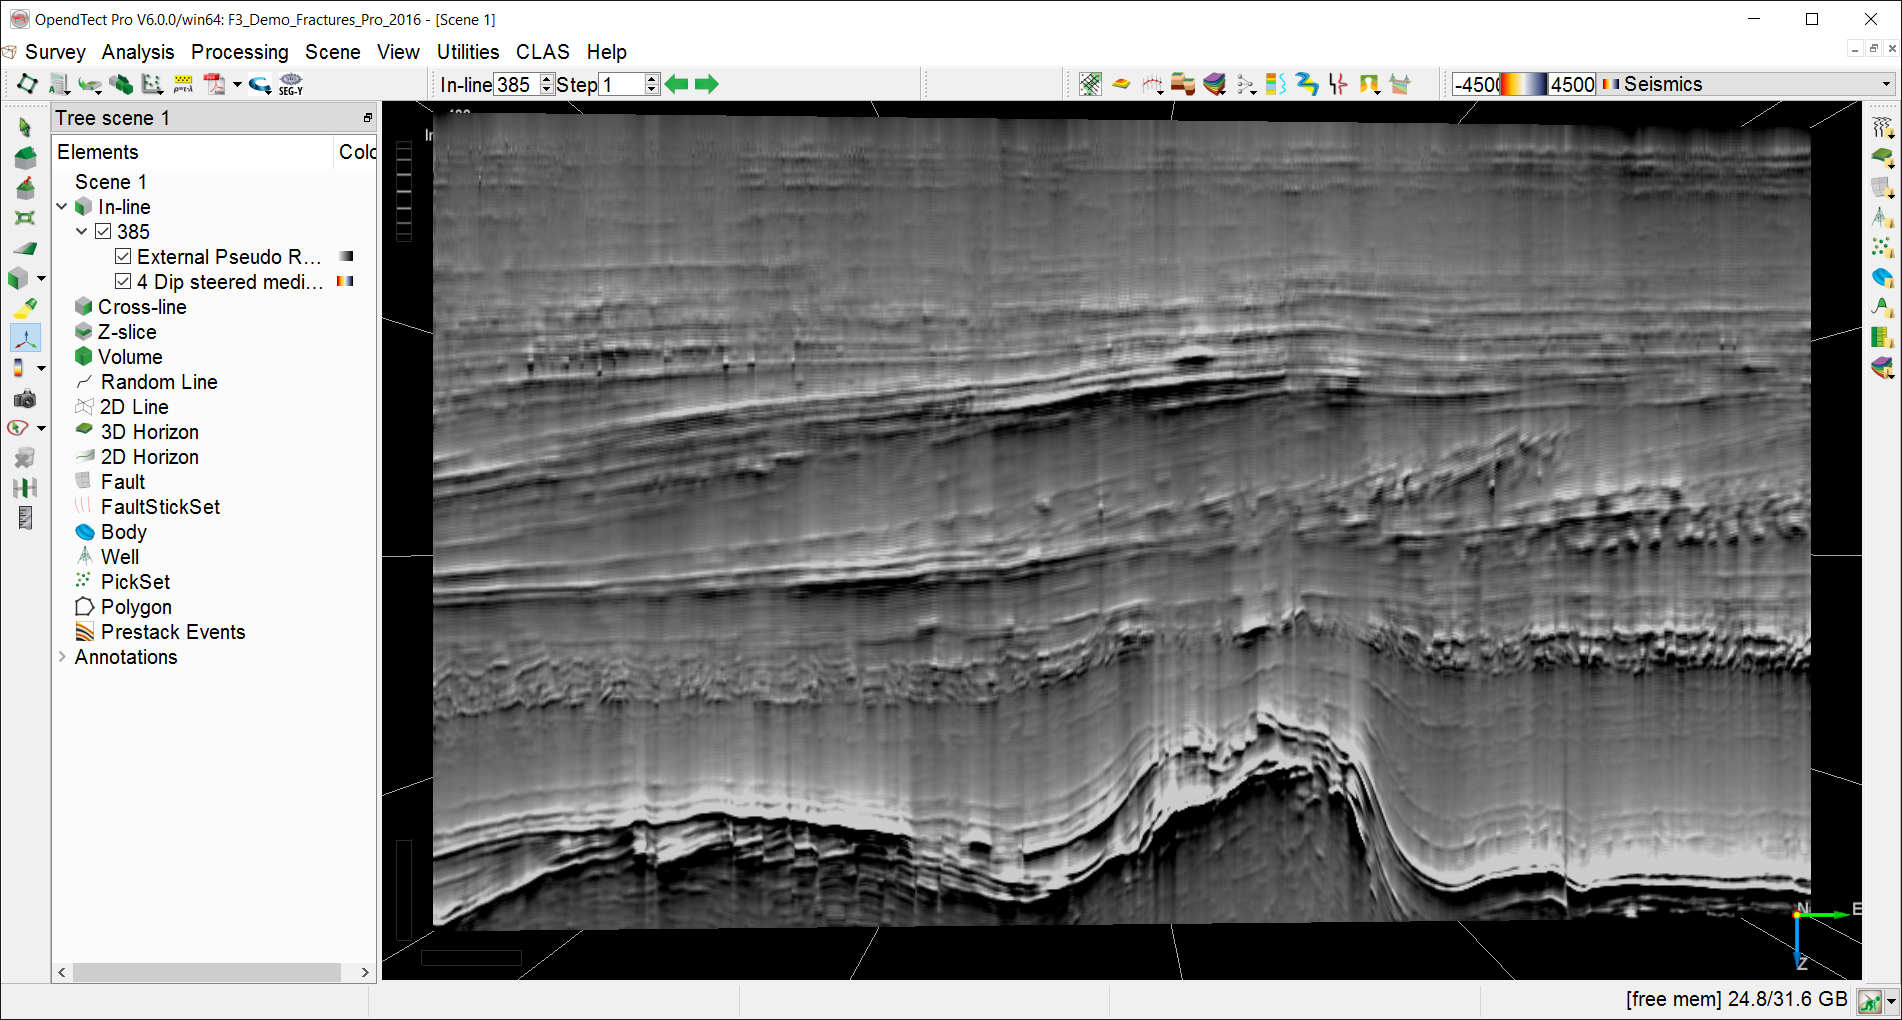 OpendTect Pro V6.0.0/win64: F3_Demo_Fractures_Pro_2016 - [Scene 1]
Survey Analysis Processing Scene View Utilities CLAS Help
PDF SEG-Y In-line 385 Step 1 -4500 4500 Seismics
Tree scene 1
Elements Colc
Scene 1
In-line
385
External Pseudo R...
4 Dip steered medi...
Cross-line
Z-slice
Volume
Random Line
2D Line
3D Horizon
2D Horizon
Fault
FaultStickSet
Body
Well
PickSet
Polygon
Prestack Events
Annotations
N E
Z
[free mem] 24.8/31.6 GB